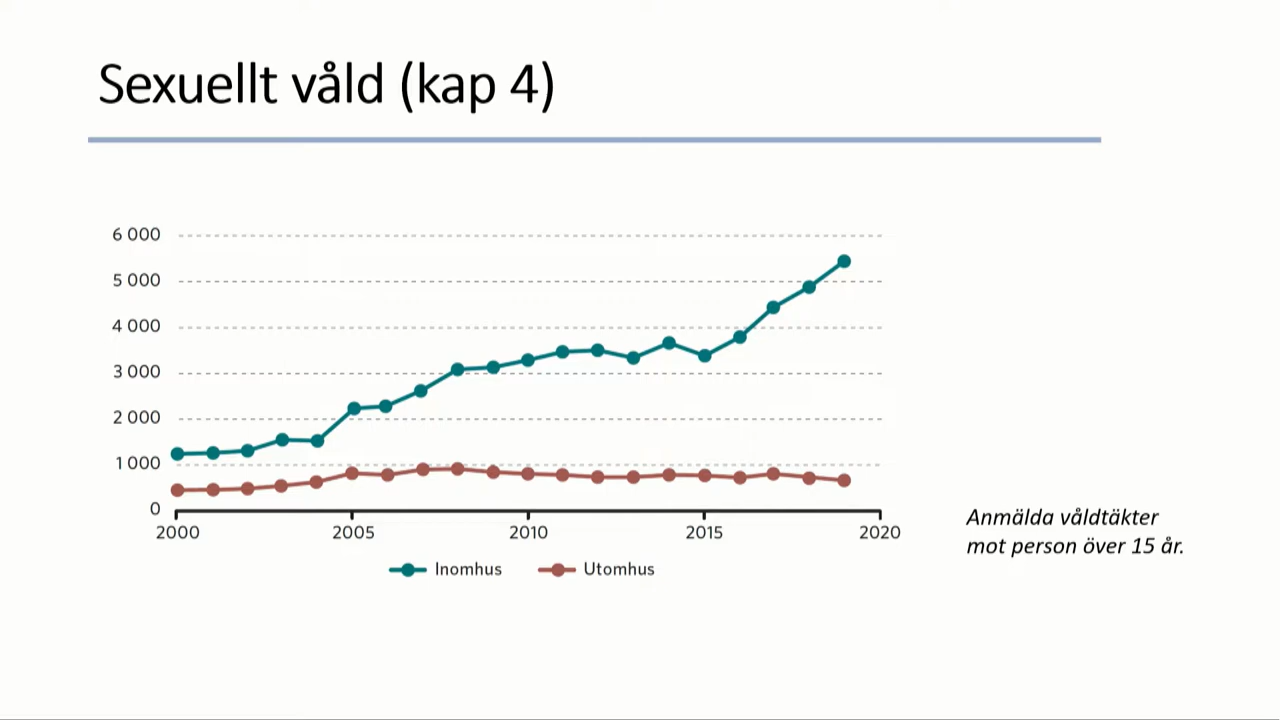 Sexuellt våld (kap 4)
6 000
5 000
4 000
3 000
2 000
1 000
0
2000 2005 2010 2015 2020
Inomhus Utomhus
Anmälda våldtäkter
mot person över 15 år.